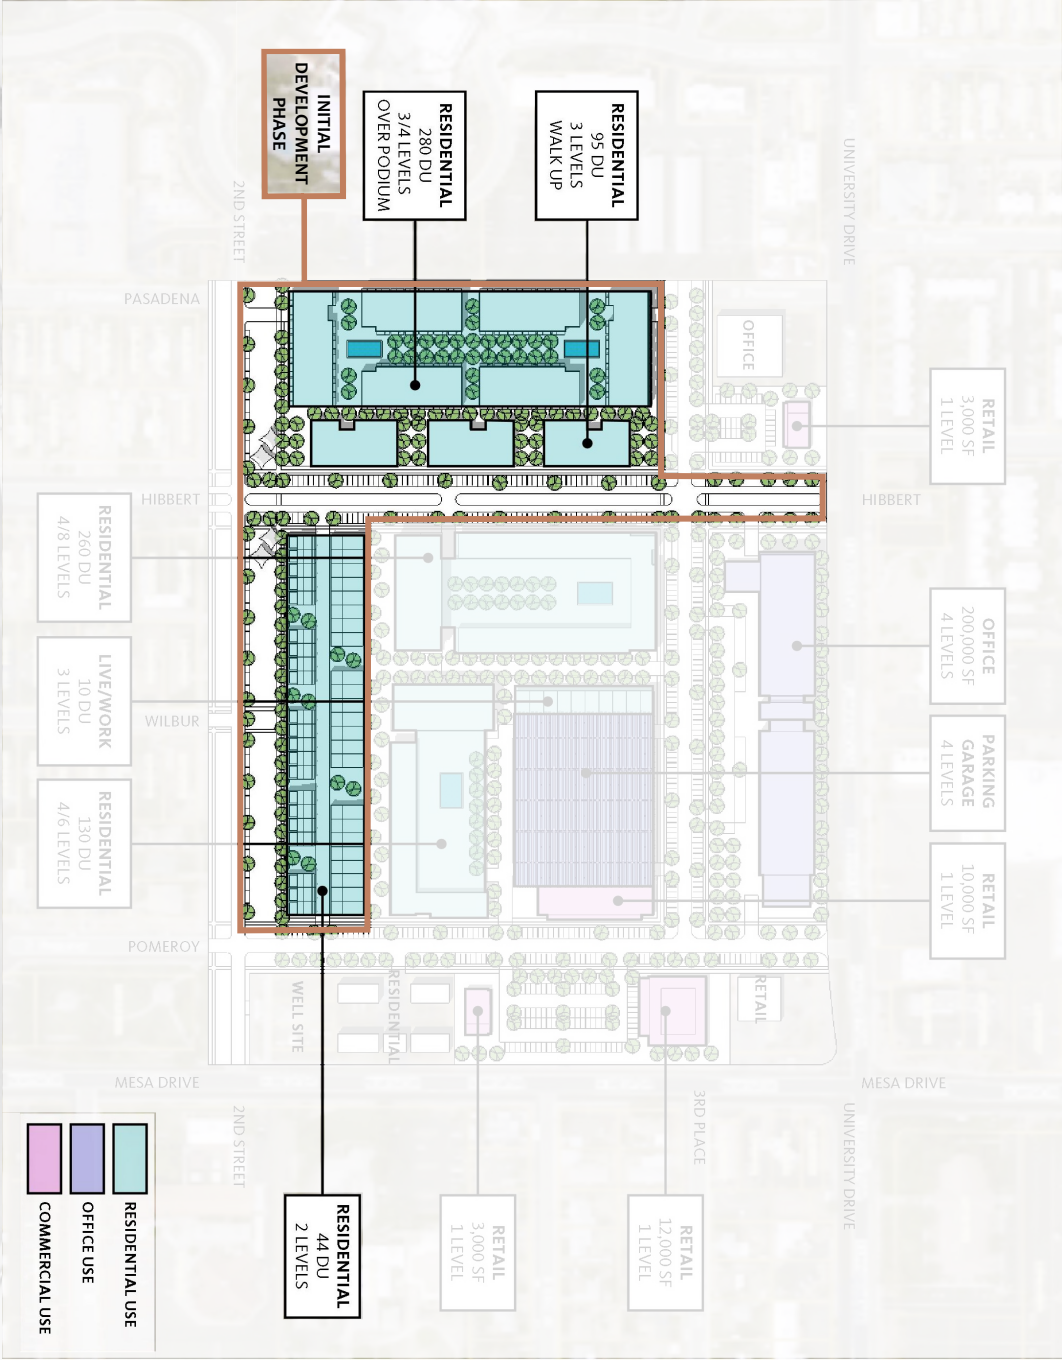 INITIAL
DEVELOPMENT
PHASE
RESIDENTIAL
280 DU
3/4 LEVELS
OVER PODIUM
RESIDENTIAL
95 DU
3 LEVELS
WALK UP
2ND STREET
UNIVERSITY DRIVE
PASADENA
OFFICE
RETAIL
3,000 SF
1 LEVEL
HIBBERT
HIBBERT
RESIDENTIAL
260 DU
4/8 LEVELS
OFFICE
200,000 SF
4 LEVELS
LIVE/WORK
10 DU
3 LEVELS
WILBUR
PARKING
GARAGE
4 LEVELS
RESIDENTIAL
130 DU
4/6 LEVELS
RETAIL
10,000 SF
1 LEVEL
POMEROY
WELL SITE
RESIDENTIAL
RETAIL
MESA DRIVE
MESA DRIVE
2ND STREET
3RD PLACE
UNIVERSITY DRIVE
RESIDENTIAL
44 DU
2 LEVELS
RETAIL
3,000 SF
1 LEVEL
RETAIL
12,000 SF
1 LEVEL
RESIDENTIAL USE
OFFICE USE
COMMERCIAL USE